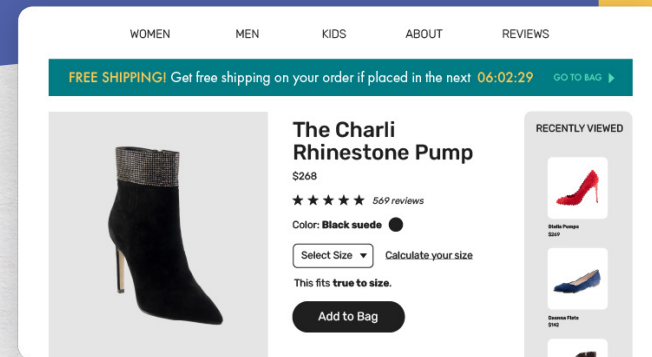 WOMEN MEN KIDS ABOUT REVIEWS
FREE SHIPPING! Get free shipping on your order if placed in the next 06:02:29 GO TO BAG
The Charli
Rhinestone Pump
$268
569 reviews
Color: Black suede
Select Size Calculate your size
This fits true to size.
Add to Bag
RECENTLY VIEWED
Stella Pumps
$269
Deanna Flats
$142